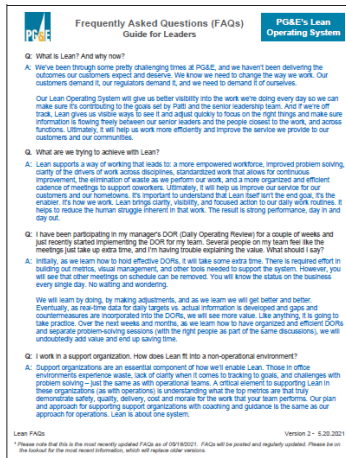 PG&E
Frequently Asked Questions (FAQs)
Guide for Leaders
PG&E's Lean
Operating System
Q: What is Lean? And why now?
A: We've been through some pretty challenging times at PG&E, and we haven't been delivering the
outcomes our customers expect and deserve. We know we need to change the way we work. Our
customers demand it, our regulators demand it, and we need to demand it of ourselves.
Our Lean Operating System will give us better visibility into the work we're doing every day so we can
make sure it's contributing to the goals set by Patti and the senior leadership team. And if we're off
track, Lean gives us visible ways to see it and adjust quickly to focus on the right things and make sure
information is flowing freely between our senior leaders and the people closest to the work, and across
functions. Ultimately, it will help us work more efficiently and improve the service we provide to our
customers and our communities.
Q: What are we trying to achieve with Lean?
A: Lean supports a way of working that leads to: a more empowered workforce, improved problem solving,
clarity of the drivers of work across disciplines, standardized work that allows for continuous
improvement, the elimination of waste as we perform our work, and a more organized and efficient
cadence of meetings to support coworkers. Ultimately, it will help us improve our service for our
customers and our hometowns. It's important to understand that Lean itself isn't the end goal, it's the
enabler. It's how we work. Lean brings clarity, visibility, and focused action to our daily work routines. It
helps to reduce the human struggle inherent in that work. The result is strong performance, day in and
day out.
Q: I have been participating in my manager's DOR (Daily Operating Review) for a couple of weeks and
just recently started implementing the DOR for my team. Several people on my team feel like the
meetings just take up extra time, and I'm having trouble explaining the value. What should I say?
A: Initially, as we learn how to hold effective DORs, it will take some extra time. There is required effort in
building out metrics, visual management, and other tools needed to support the system. However, you
will see that other meetings on schedule can be removed. You will know the status on the business
every single day. No waiting and wondering.
We will learn by doing, by making adjustments, and as we learn we will get better and better.
Eventually, as real-time data for daily targets vs. actual information is developed and gaps and
countermeasures are incorporated into the DORs, we will see more value. Like anything, it is going to
take practice. Over the next weeks and months, as we learn how to have organized and efficient DORs
and separate problem-solving sessions (with the right people as part of the same discussions), we will
undoubtedly add value and end up saving time.
Q: I work in a support organization. How does Lean fit into a non-operational environment?
A: Support organizations are an essential component of how we'll enable Lean. Those in office
environments experience waste, lack of clarity when it comes to tracking to goals, and challenges with
problem solving – just the same as with operational teams. A critical element to supporting Lean in
these organizations (as with operations) is understanding what the top metrics are that truly
demonstrate safety, quality, delivery, cost and morale for the work that your team performs. Our plan
and approach for supporting support organizations with coaching and guidance is the same as our
approach for operations. Lean is about one system.
Lean FAQs
Version 2 - 5.20.2021
* Please note that this is the most recently updated FAQs as of 05/19/2021. FAQs will be posted and regularly updated. Please be on
the lookout for the most recent information, which will replace older versions.